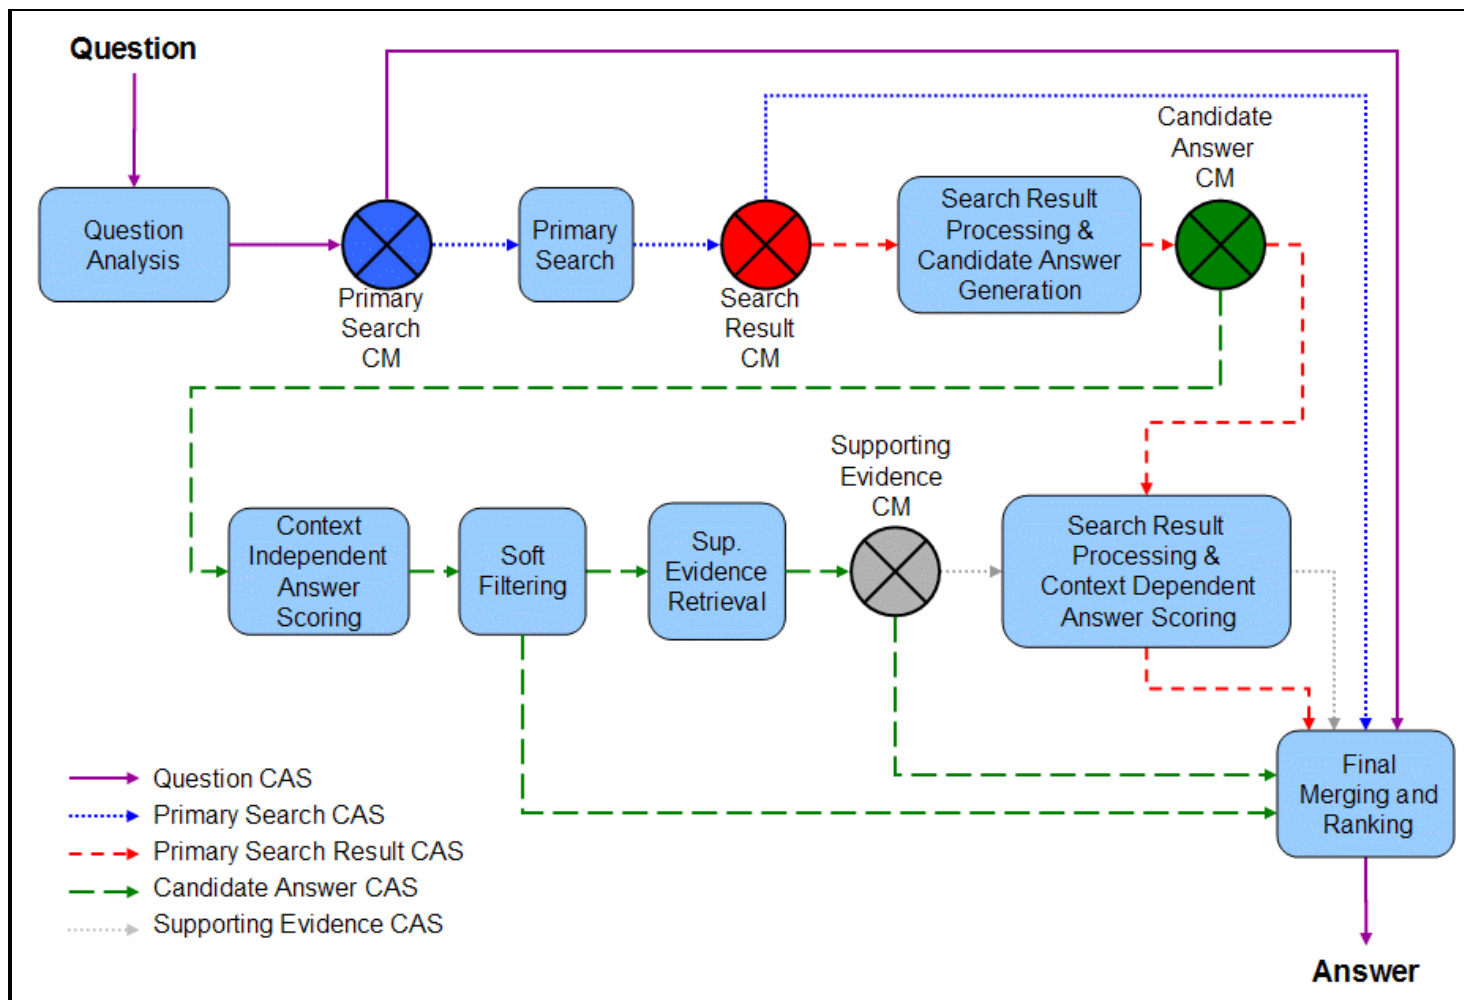 Question
Question
Analysis
Primary
Search
CM
Primary
Search
Search
Result
CM
Search Result
Processing &
Candidate Answer
Generation
Candidate
Answer
CM
Context
Independent
Answer
Scoring
Soft
Filtering
Sup.
Evidence
Retrieval
Supporting
Evidence
CM
Search Result
Processing &
Context Dependent
Answer Scoring
Final
Merging and
Ranking
Question CAS
Primary Search CAS
Primary Search Result CAS
Candidate Answer CAS
Supporting Evidence CAS
Answer